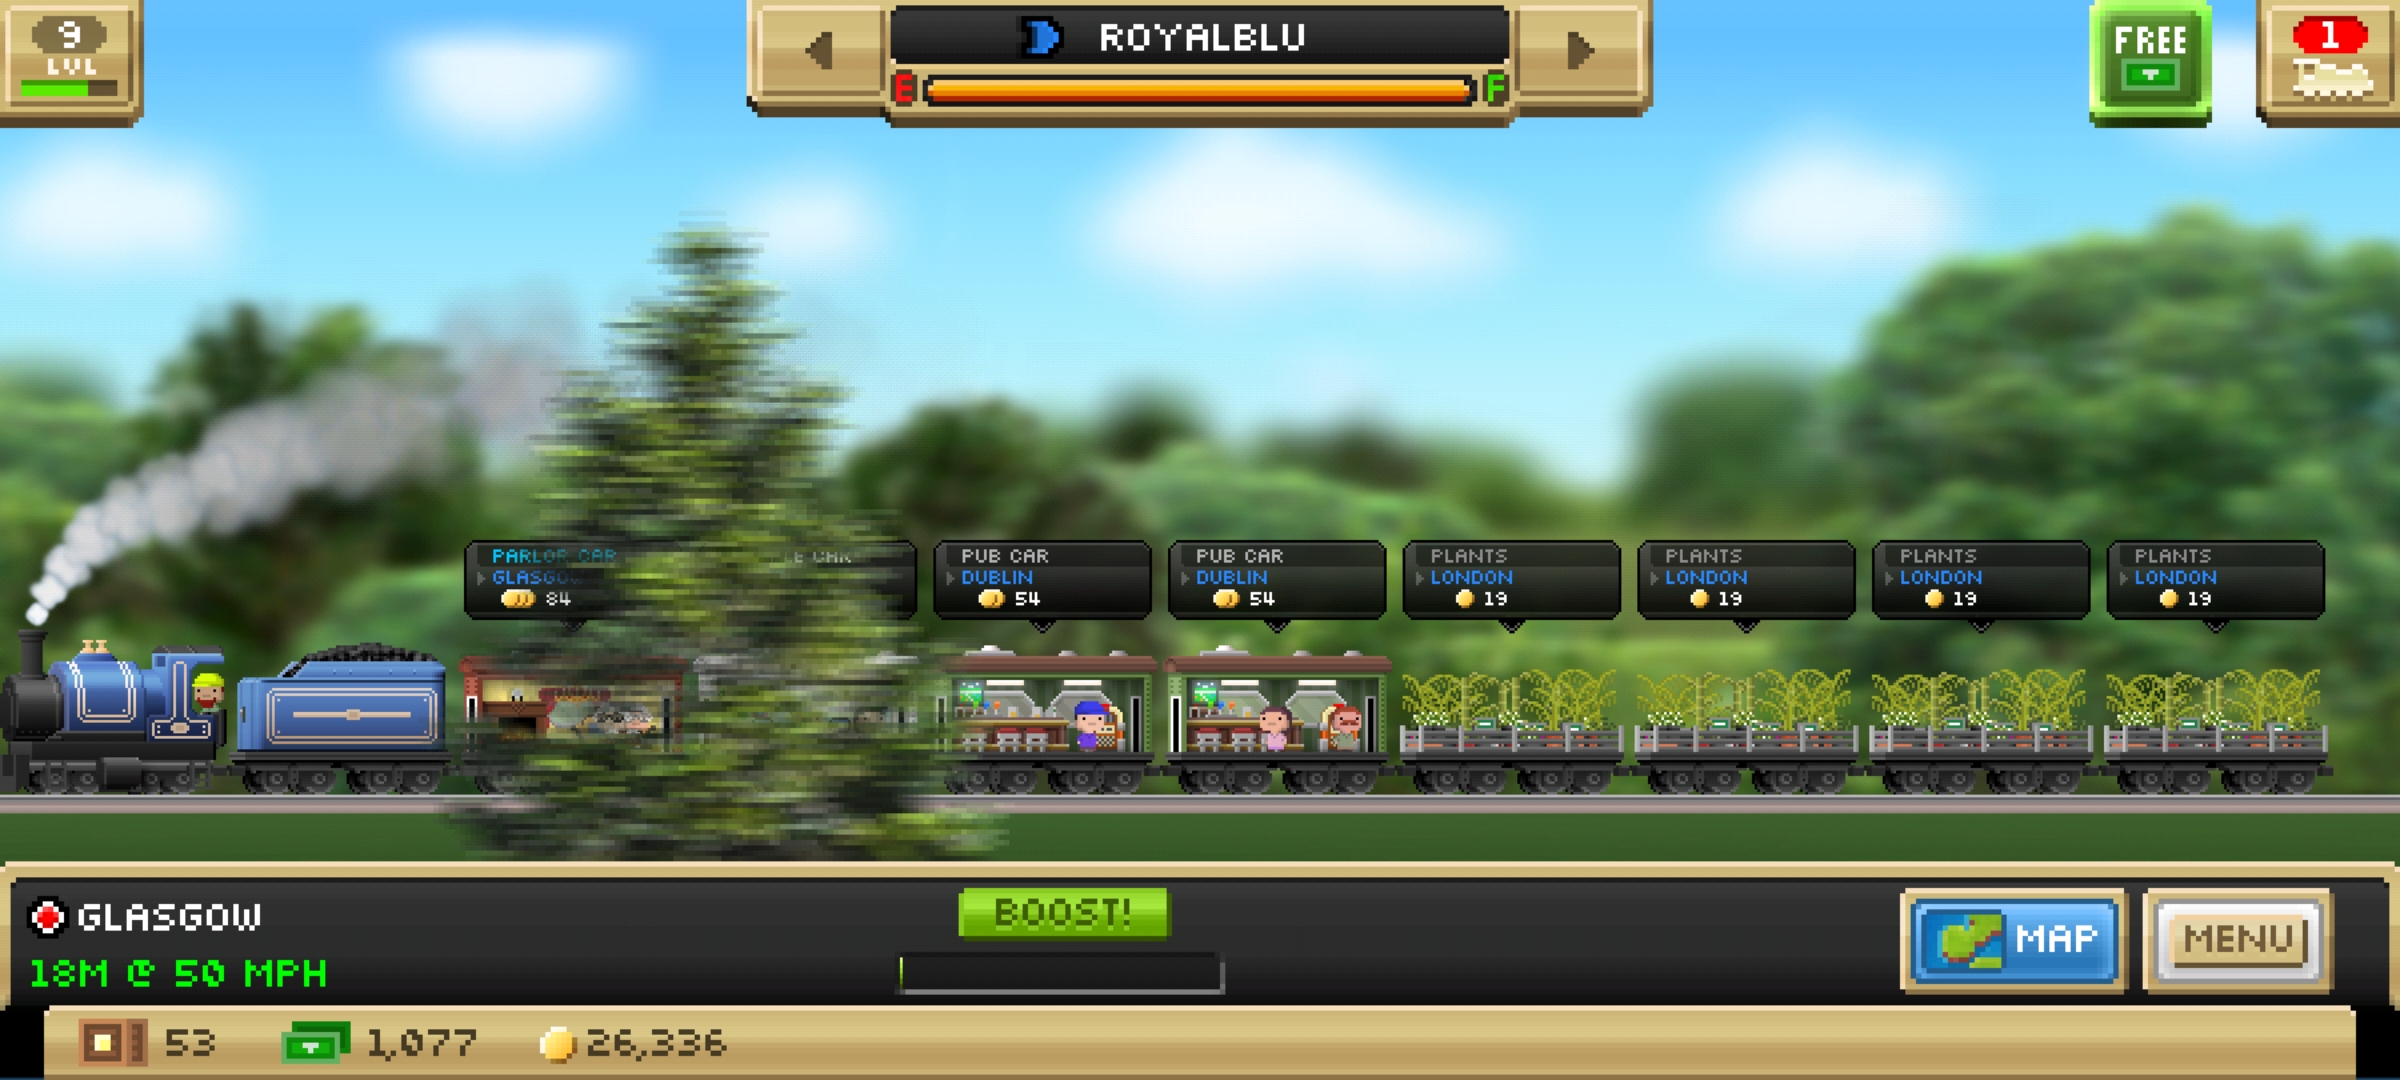 9
LVL
ROYALBLU
E F
FREE
1
PARLOR CAR
GLASGOW
84
CAR
PUB CAR
DUBLIN
54
PUB CAR
DUBLIN
54
PLANTS
LONDON
19
PLANTS
LONDON
19
PLANTS
LONDON
19
PLANTS
LONDON
19
GLASGOW
18M @ 50 MPH
BOOST!
MAP
MENU
53
1,077
26,336